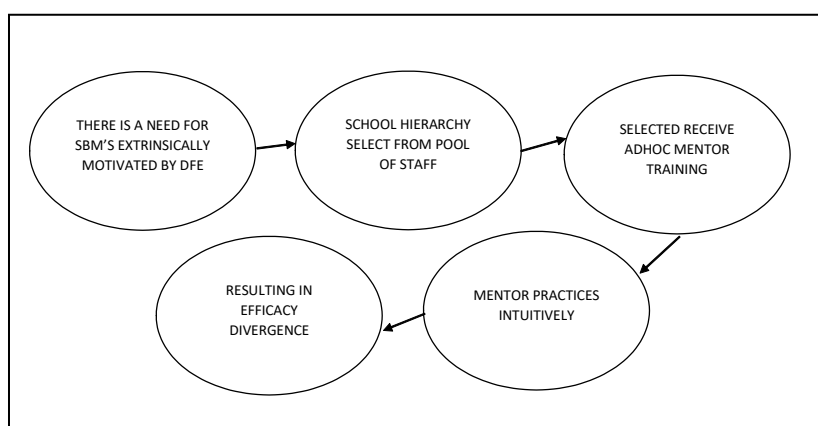 THERE IS A NEED FOR
SBM'S EXTRINSICALLY
MOTIVATED BY DFE
SCHOOL HIERARCHY
SELECT FROM POOL
OF STAFF
SELECTED RECEIVE
ADHOC MENTOR
TRAINING
MENTOR PRACTICES
INTUITIVELY
RESULTING IN
EFFICACY
DIVERGENCE